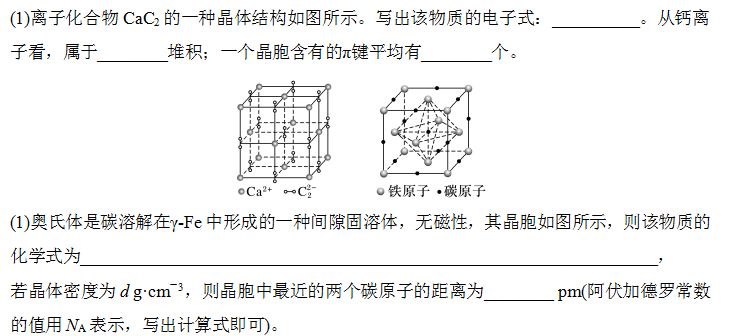 (1)离子化合物 CaC₂ 的一种晶体结构如图所示。写出该物质的电子式：__________。从钙离
子看，属于________堆积；一个晶胞含有的π键平均有________个。
Ca²⁺ C₂²⁻ 铁原子 碳原子
(1)奥氏体是碳溶解在γ-Fe 中形成的一种间隙固溶体，无磁性，其晶胞如图所示，则该物质的
化学式为__________________________________________________________________，
若晶体密度为 d g·cm⁻³，则晶胞中最近的两个碳原子的距离为________ pm(阿伏加德罗常数
的值用 Nₐ 表示，写出计算式即可)。